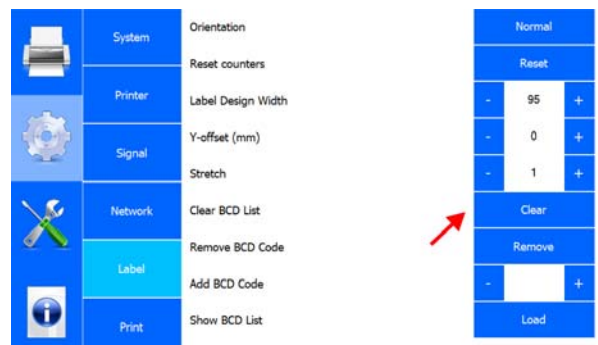 System
Printer
Signal
Network
Label
Print
Orientation Normal
Reset counters Reset
Label Design Width - 95 +
Y-offset (mm) - 0 +
Stretch - 1 +
Clear BCD List Clear
Remove BCD Code Remove
Add BCD Code - +
Show BCD List Load